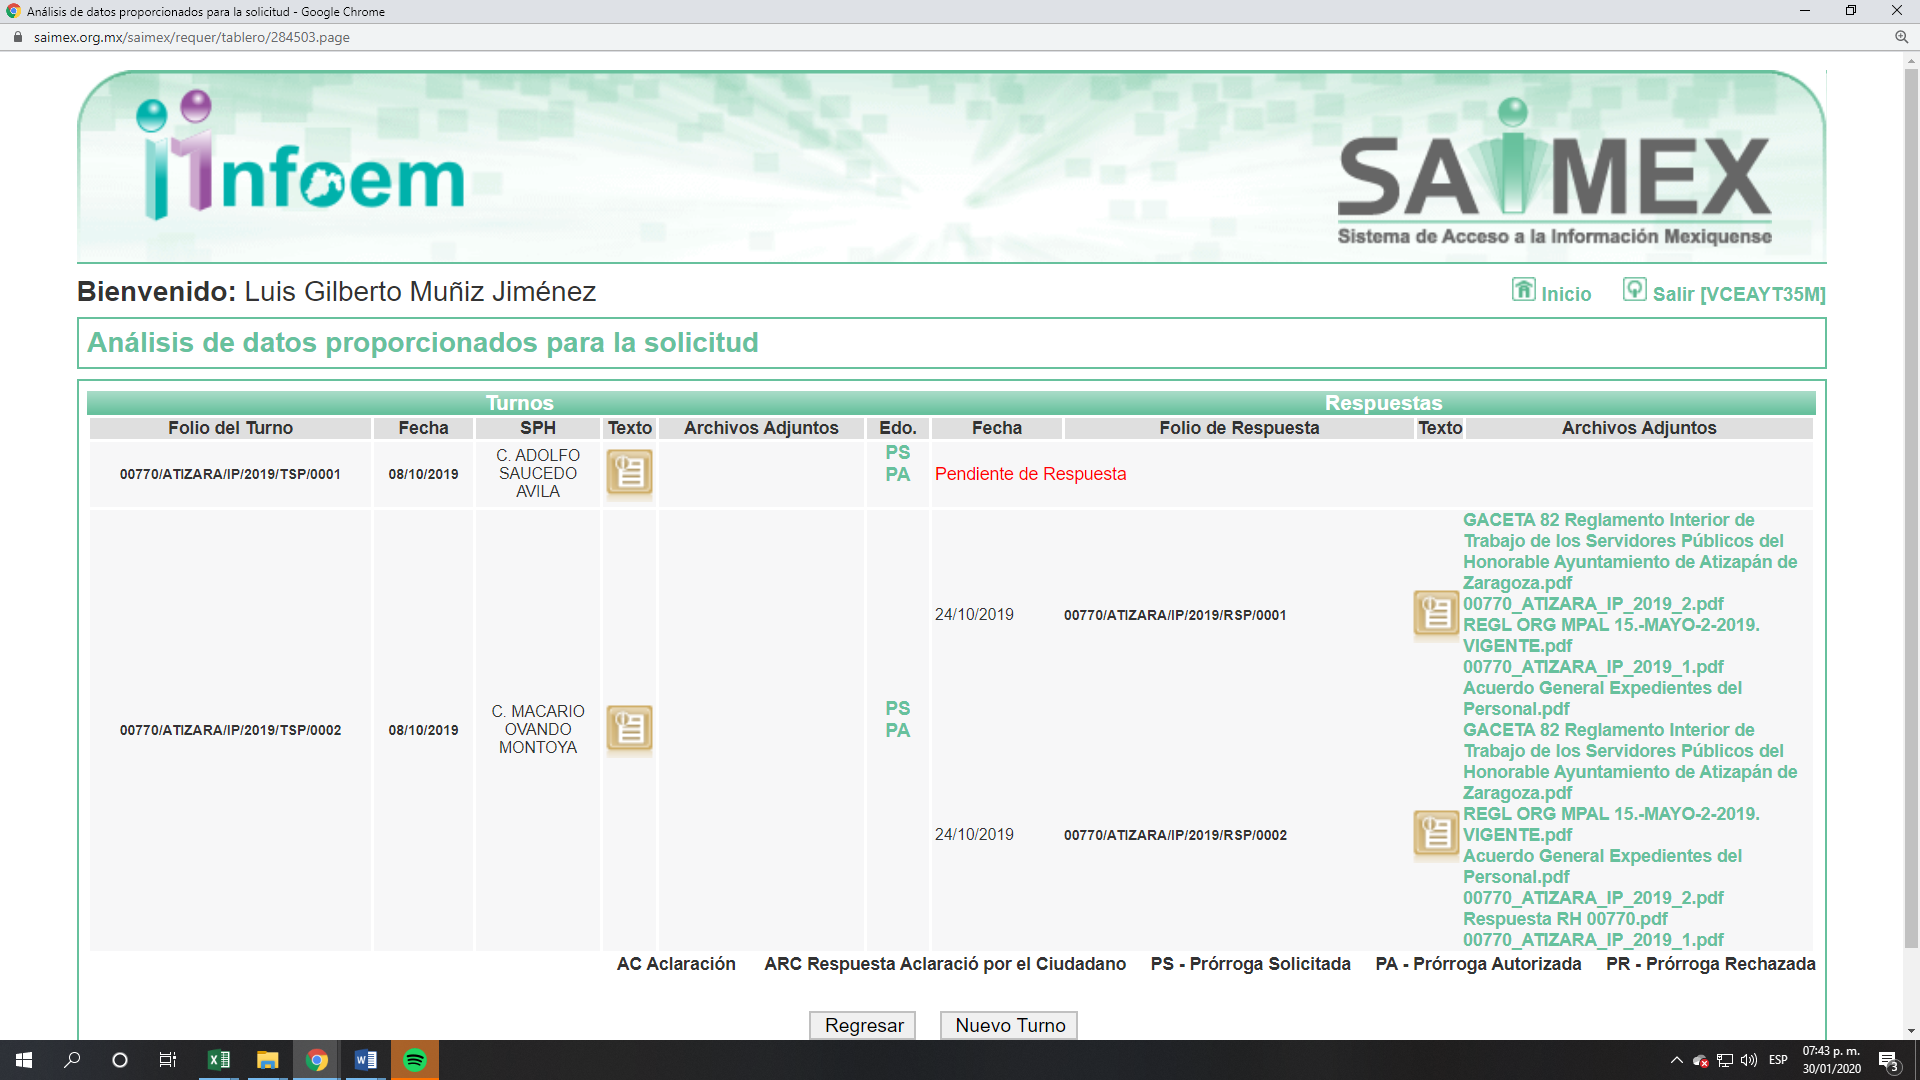 Análisis de datos proporcionados para la solicitud - Google Chrome
saimex.org.mx/saimex/requer/tablero/284503.page
infoem
SAIMEX
Sistema de Acceso a la Información Mexiquense
Bienvenido: Luis Gilberto Muñiz Jiménez
Inicio
Salir [VCEAYT35M]
Análisis de datos proporcionados para la solicitud
Turnos Respuestas
Folio del Turno Fecha SPH Texto Archivos Adjuntos Edo. Fecha Folio de Respuesta Texto Archivos Adjuntos
00770/ATIZARA/IP/2019/TSP/0001
08/10/2019
C. ADOLFO
SAUCEDO
AVILA
PS
PA
Pendiente de Respuesta
00770/ATIZARA/IP/2019/TSP/0002
08/10/2019
C. MACARIO
OVANDO
MONTOYA
PS
PA
24/10/2019
00770/ATIZARA/IP/2019/RSP/0001
GACETA 82 Reglamento Interior de
Trabajo de los Servidores Públicos del
Honorable Ayuntamiento de Atizapán de
Zaragoza.pdf
00770_ATIZARA_IP_2019_2.pdf
REGL ORG MPAL 15.-MAYO-2-2019.
VIGENTE.pdf
00770_ATIZARA_IP_2019_1.pdf
Acuerdo General Expedientes del
Personal.pdf
24/10/2019
00770/ATIZARA/IP/2019/RSP/0002
GACETA 82 Reglamento Interior de
Trabajo de los Servidores Públicos del
Honorable Ayuntamiento de Atizapán de
Zaragoza.pdf
REGL ORG MPAL 15.-MAYO-2-2019.
VIGENTE.pdf
Acuerdo General Expedientes del
Personal.pdf
00770_ATIZARA_IP_2019_2.pdf
Respuesta RH 00770.pdf
00770_ATIZARA_IP_2019_1.pdf
AC Aclaración ARC Respuesta Aclaració por el Ciudadano PS - Prórroga Solicitada PA - Prórroga Autorizada PR - Prórroga Rechazada
Regresar
Nuevo Turno
ESP
07:43 p. m.
30/01/2020
3